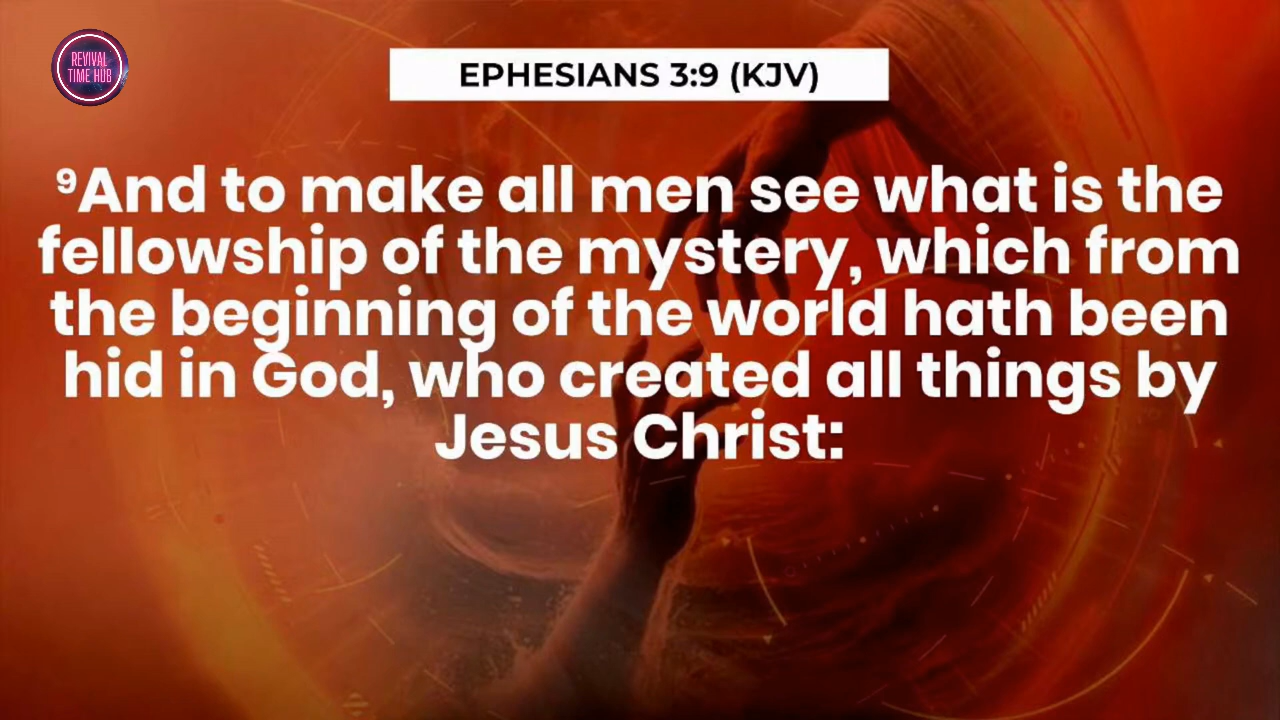 REVIVAL
TIME HUB
EPHESIANS 3:9 (KJV)
⁹And to make all men see what is the
fellowship of the mystery, which from
the beginning of the world hath been
hid in God, who created all things by
Jesus Christ: